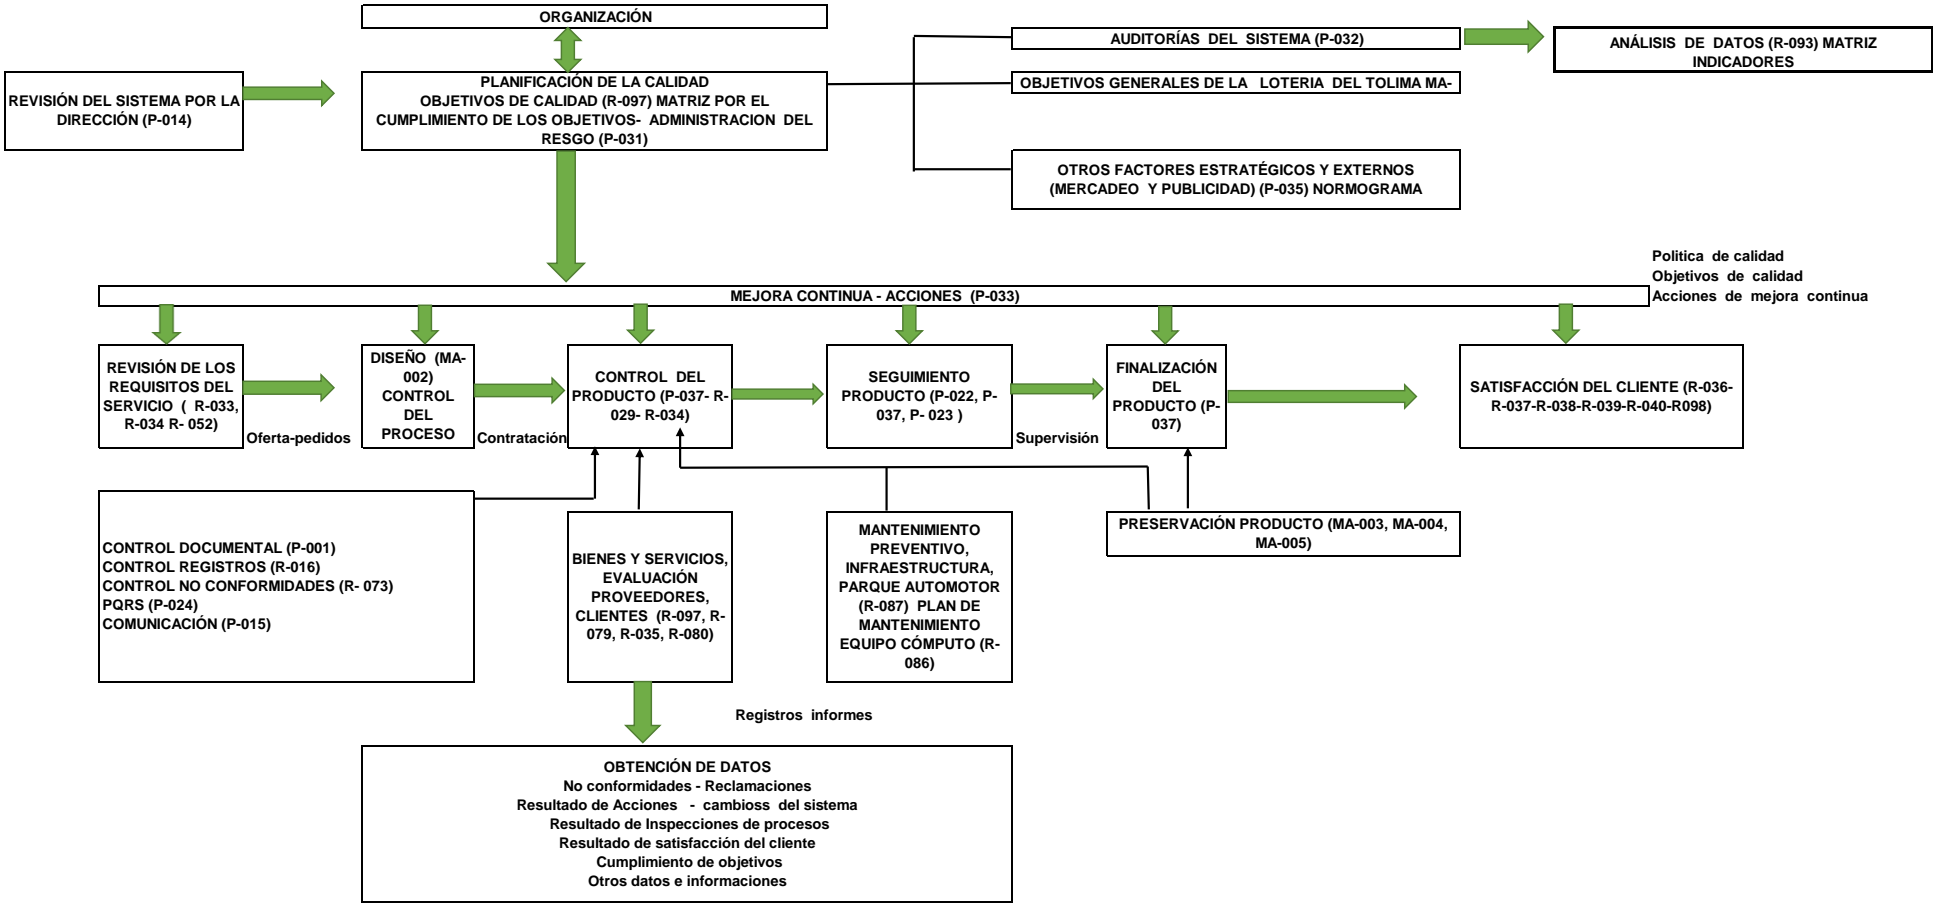 ORGANIZACIÓN
REVISIÓN DEL SISTEMA POR LA
DIRECCIÓN (P-014)
PLANIFICACIÓN DE LA CALIDAD
OBJETIVOS DE CALIDAD (R-097) MATRIZ POR EL
CUMPLIMIENTO DE LOS OBJETIVOS- ADMINISTRACION DEL
RESGO (P-031)
AUDITORÍAS DEL SISTEMA (P-032)
ANÁLISIS DE DATOS (R-093) MATRIZ
INDICADORES
OBJETIVOS GENERALES DE LA LOTERIA DEL TOLIMA MA-
OTROS FACTORES ESTRATÉGICOS Y EXTERNOS
(MERCADEO Y PUBLICIDAD) (P-035) NORMOGRAMA
Politica de calidad
Objetivos de calidad
Acciones de mejora continua
MEJORA CONTINUA - ACCIONES (P-033)
REVISIÓN DE LOS
REQUISITOS DEL
SERVICIO ( R-033,
R-034 R- 052)
Oferta-pedidos
DISEÑO (MA-
002)
CONTROL
DEL
PROCESO
Contratación
CONTROL DEL
PRODUCTO (P-037- R-
029- R-034)
SEGUIMIENTO
PRODUCTO (P-022, P-
037, P- 023 )
Supervisión
FINALIZACIÓN
DEL
PRODUCTO (P-
037)
SATISFACCIÓN DEL CLIENTE (R-036-
R-037-R-038-R-039-R-040-R098)
CONTROL DOCUMENTAL (P-001)
CONTROL REGISTROS (R-016)
CONTROL NO CONFORMIDADES (R- 073)
PQRS (P-024)
COMUNICACIÓN (P-015)
BIENES Y SERVICIOS,
EVALUACIÓN
PROVEEDORES,
CLIENTES (R-097, R-
079, R-035, R-080)
MANTENIMIENTO
PREVENTIVO,
INFRAESTRUCTURA,
PARQUE AUTOMOTOR
(R-087) PLAN DE
MANTENIMIENTO
EQUIPO CÓMPUTO (R-
086)
PRESERVACIÓN PRODUCTO (MA-003, MA-004,
MA-005)
Registros informes
OBTENCIÓN DE DATOS
No conformidades - Reclamaciones
Resultado de Acciones - cambioss del sistema
Resultado de Inspecciones de procesos
Resultado de satisfacción del cliente
Cumplimiento de objetivos
Otros datos e informaciones